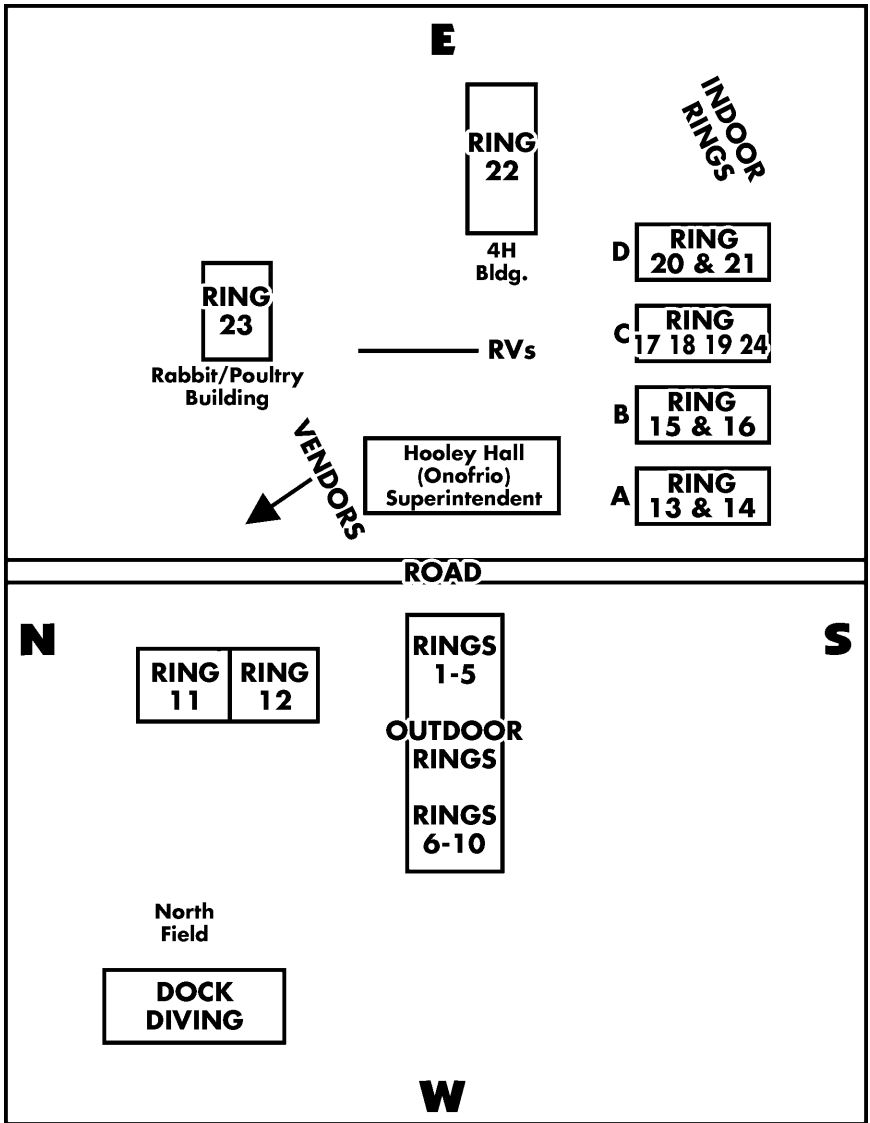 E
INDOOR
RINGS
RING
22
4H
Bldg.
D
RING
20 & 21
RING
23
Rabbit/Poultry
Building
C
RING
17 18 19 24
RVs
B
RING
15 & 16
VENDORS
Hooley Hall
(Onofrio)
Superintendent
A
RING
13 & 14
ROAD
N
S
RING
11
RING
12
RINGS
1-5
OUTDOOR
RINGS
RINGS
6-10
North
Field
DOCK
DIVING
W